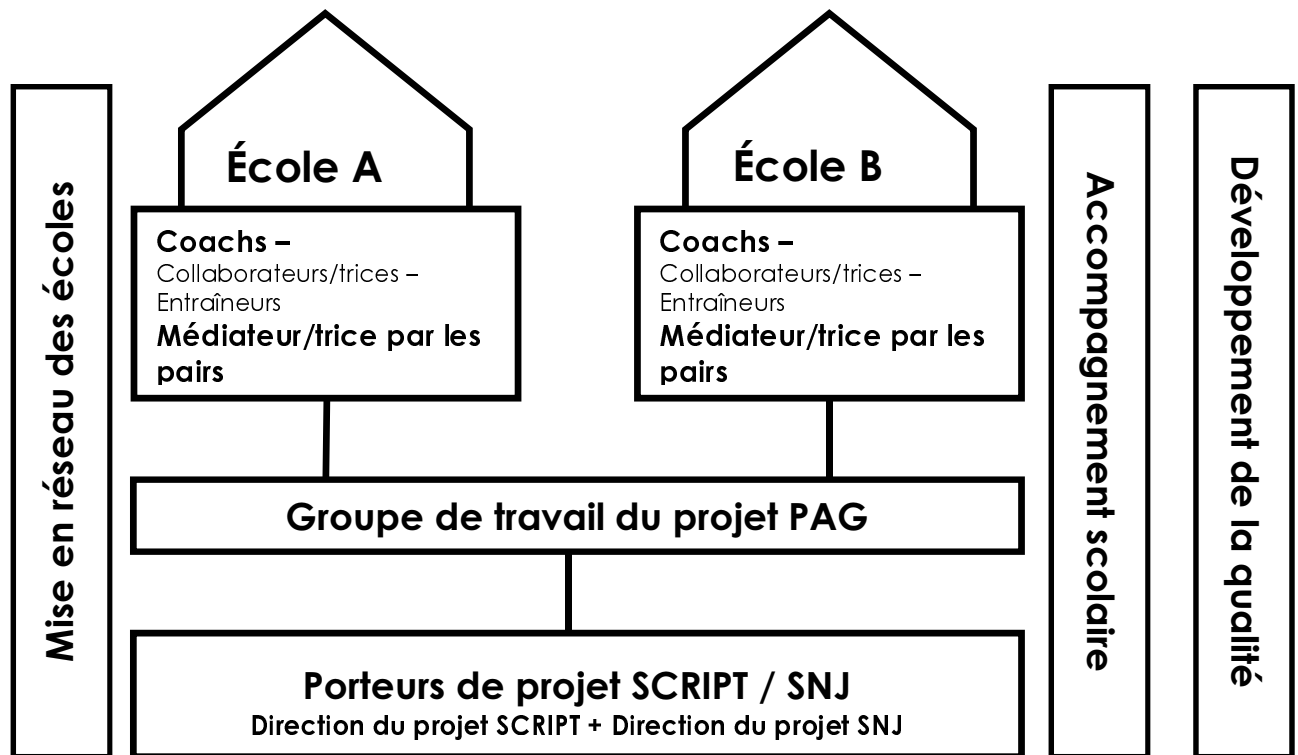 Mise en réseau des écoles
École A
Coachs –
Collaborateurs/trices –
Entraîneurs
Médiateur/trice par les
pairs
École B
Coachs –
Collaborateurs/trices –
Entraîneurs
Médiateur/trice par les
pairs
Groupe de travail du projet PAG
Porteurs de projet SCRIPT / SNJ
Direction du projet SCRIPT + Direction du projet SNJ
Accompagnement scolaire
Développement de la qualité